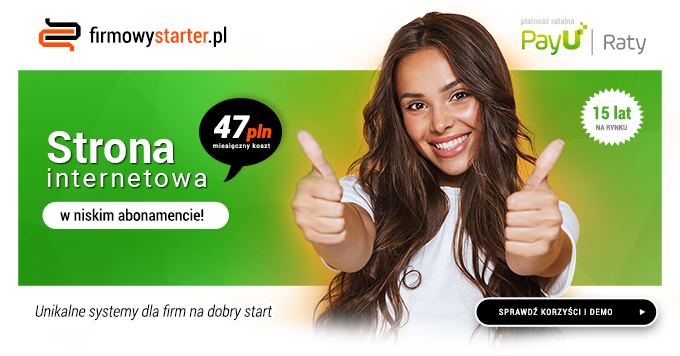 firmowystarter.pl
płatność ratalna
PayU | Raty
47pln
miesięczny koszt
15 lat
NA RYNKU
Strona
internetowa
w niskim abonamencie!
Unikalne systemy dla firm na dobry start
SPRAWDŹ KORZYŚCI I DEMO